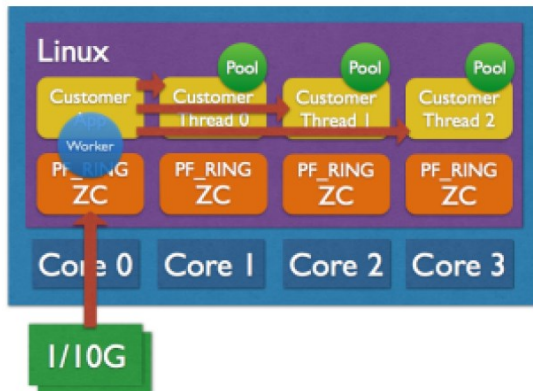 Linux
Pool
Pool
Pool
Customer
Customer
Thread 0
Customer
Thread 1
Customer
Thread 2
Worker
PF_RING
ZC
PF_RING
ZC
PF_RING
ZC
PF_RING
ZC
Core 0
Core 1
Core 2
Core 3
1/10G